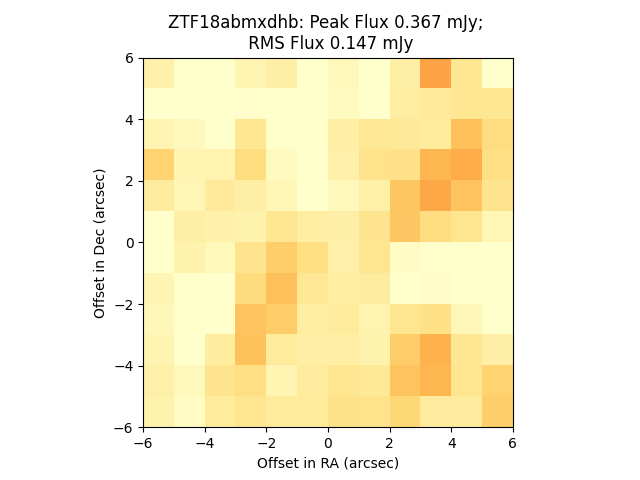 ZTF18abmxdhb: Peak Flux 0.367 mJy;
RMS Flux 0.147 mJy
6
4
2
0
−2
−4
−6
Offset in Dec (arcsec)
−6 −4 −2 0 2 4 6
Offset in RA (arcsec)